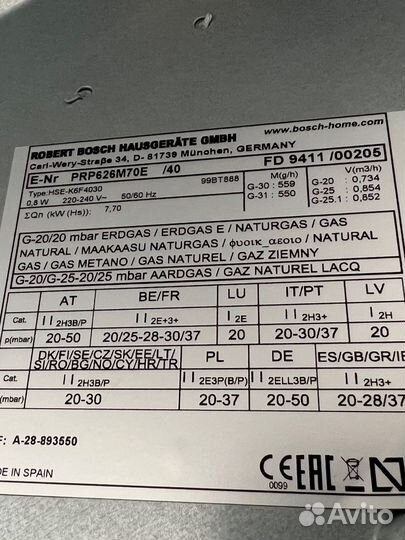 www.bosch-home.com
ROBERT BOSCH HAUSGERÄTE GMBH
Carl-Wery-Straße 34, D- 81739 München, GERMANY
E-Nr PRP626M70E /40 FD 9411 /00205
Type: HSE-K6F4030 99BT888
0,8 W 220-240 V~ 50/60 Hz
M(g/h) V(m3/h)
G-30 : 559 G-20 : 0,734
G-31 : 550 G-25 : 0,854
G-25.1 : 0,852
ΣQn (kW (Hs)): 7,70
G-20/20 mbar ERDGAS / ERDGAS E / NATURGAS / GAS
NATURAL / MAAKAASU NATURGAS / φυσικ_αεσιο / NATURAL
GAS / GAS METANO / GAS NATUREL / GAZ ZIEMNY
G-20/G-25-20/25 mbar AARDGAS / GAZ NATUREL LACQ
AT BE/FR LU IT/PT LV
Cat. II 2H3B/P II 2E+3+ I 2E II 2H3+ I 2H
p(mbar) 20-50 20/25-28-30/37 20 20-30/37 20
DK/FI/SE/CZ/SK/EE/LT/
SI/RO/BG/NO/CY/HR/TR PL DE ES/GB/GR/IE
Cat. II 2H3B/P II 2E3P(B/P) II 2ELL3B/P II 2H3+
(mbar) 20-30 20-37 20-50 20-28/37
F: A-28-893550
DE IN SPAIN
CE EAC
0099
Avito